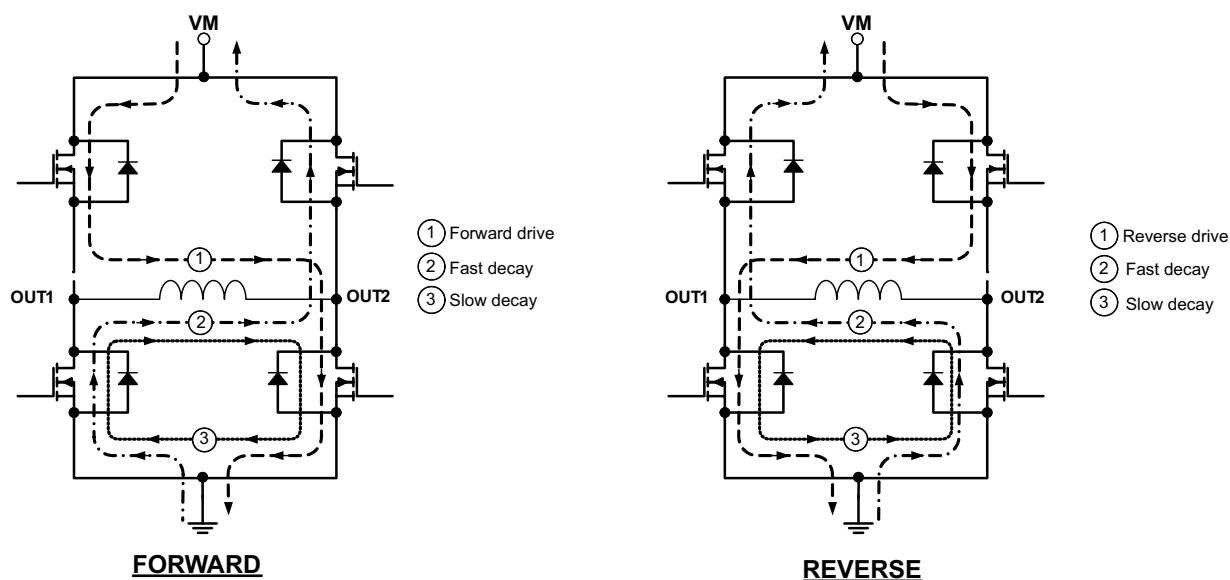 VM
1
1 Forward drive
2 Fast decay
3 Slow decay
OUT1
OUT2
2
3
FORWARD
VM
1
1 Reverse drive
2 Fast decay
3 Slow decay
OUT1
OUT2
2
3
REVERSE